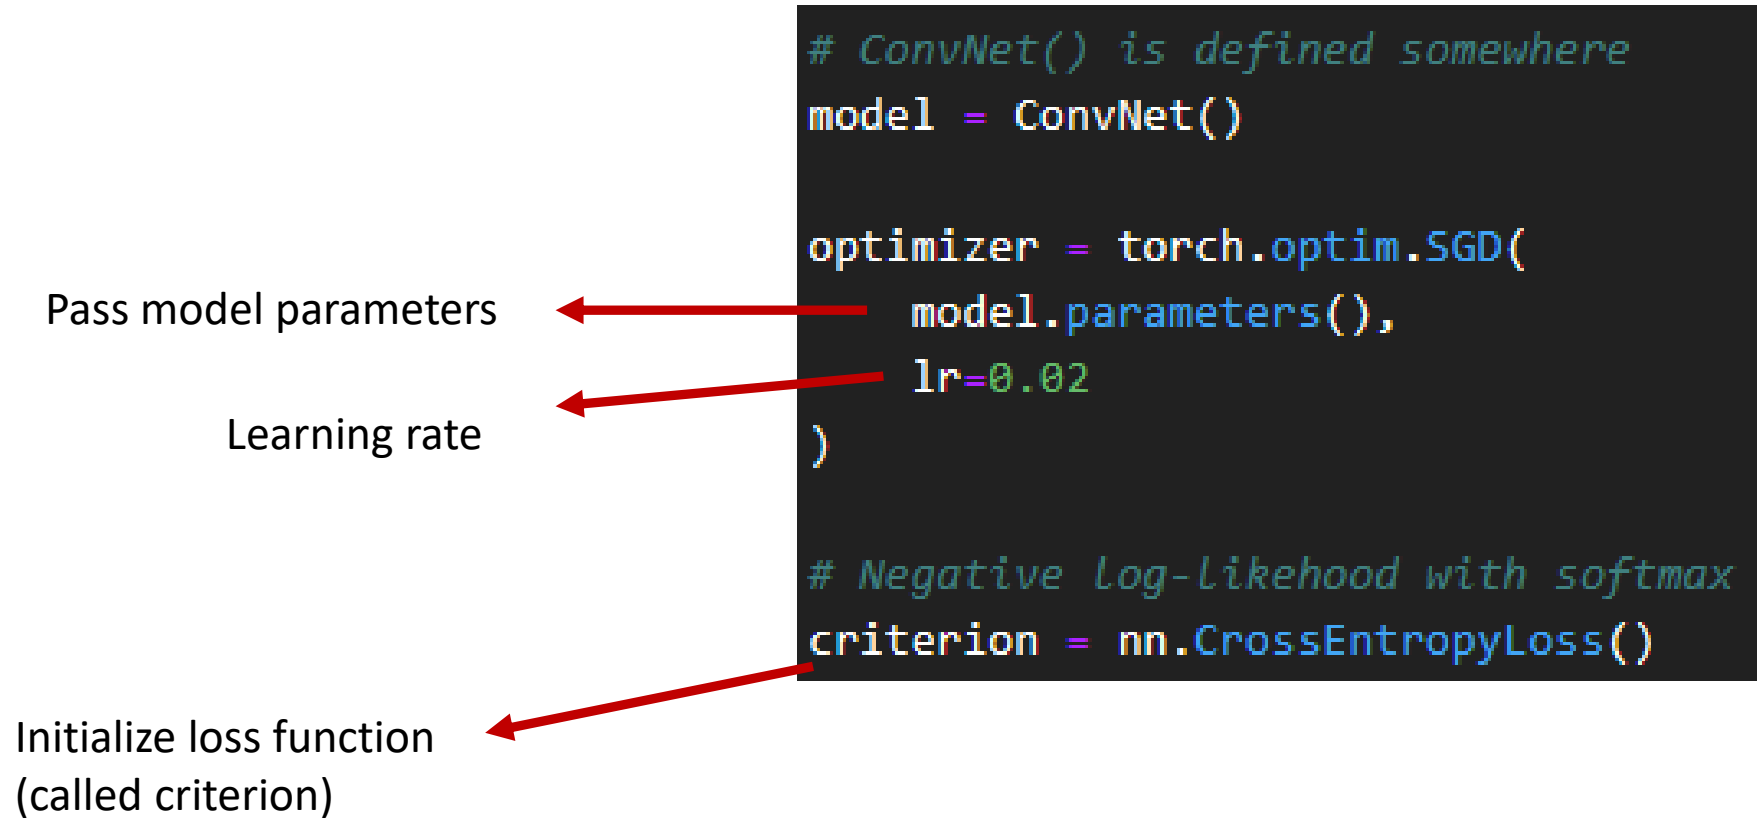 # ConvNet() is defined somewhere
model = ConvNet()
optimizer = torch.optim.SGD(
model.parameters(),
lr=0.02
)
# Negative log-likehood with softmax
criterion = nn.CrossEntropyLoss()
Pass model parameters
Learning rate
Initialize loss function
(called criterion)